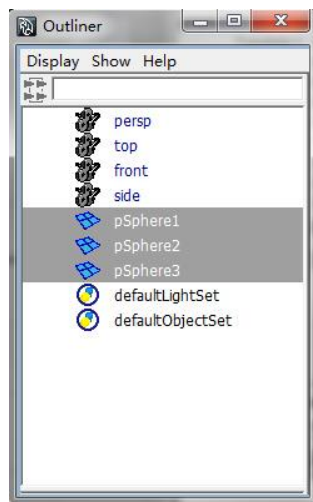 Outliner
Display Show Help
persp
top
front
side
pSphere1
pSphere2
pSphere3
defaultLightSet
defaultObjectSet